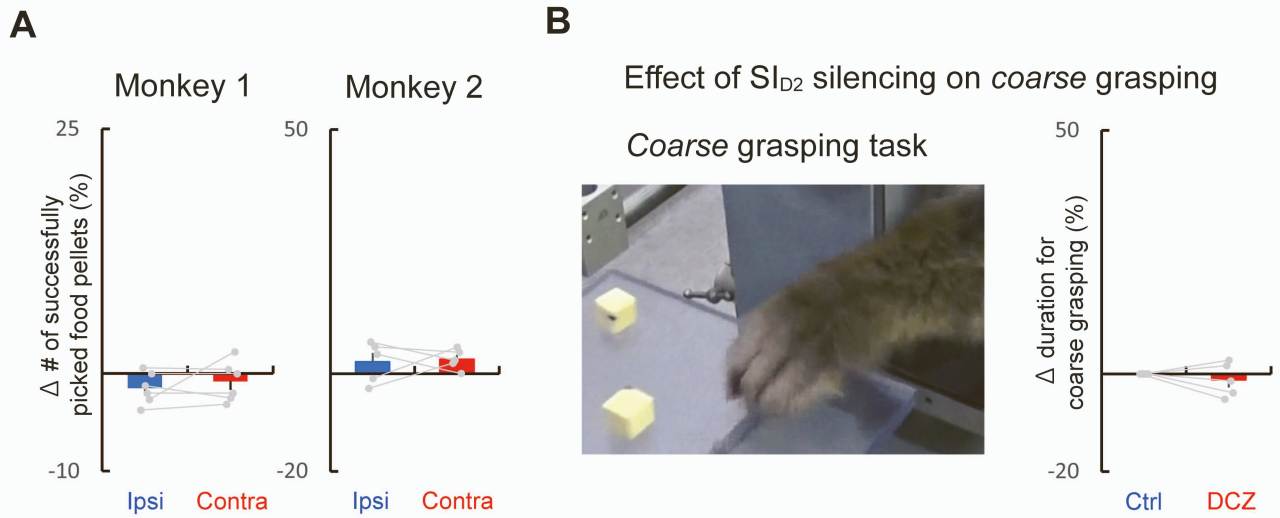 A
B
Monkey 1
Monkey 2
Effect of SID2 silencing on coarse grasping
Coarse grasping task
Δ # of successfully
picked food pellets (%)
25
-10
Ipsi
Contra
50
-20
Ipsi
Contra
Δ duration for
coarse grasping (%)
50
-20
Ctrl
DCZ